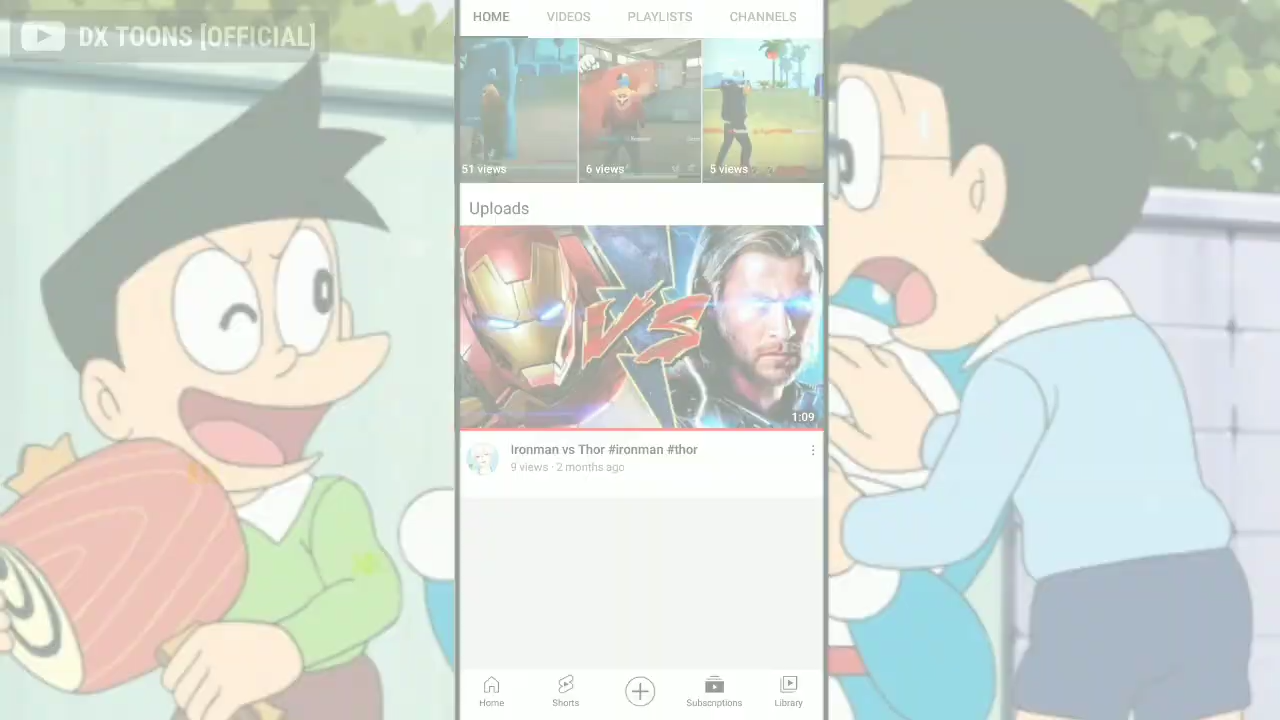 DX TOONS [OFFICIAL]
HOME VIDEOS PLAYLISTS CHANNELS
51 views 6 views 5 views
Uploads
VS
1:09
Ironman vs Thor #ironman #thor
9 views · 2 months ago
Home Shorts Subscriptions Library